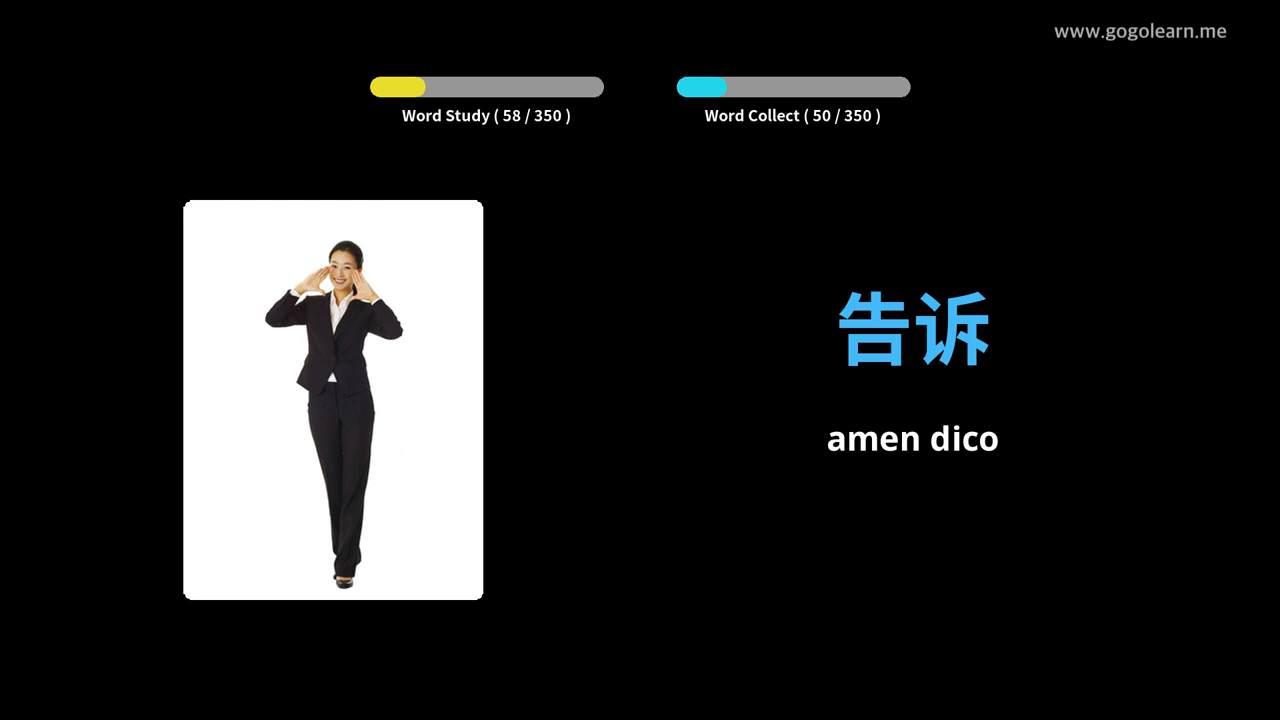 www.gogolearn.me
Word Study ( 58 / 350 )
Word Collect ( 50 / 350 )
告诉
amen dico